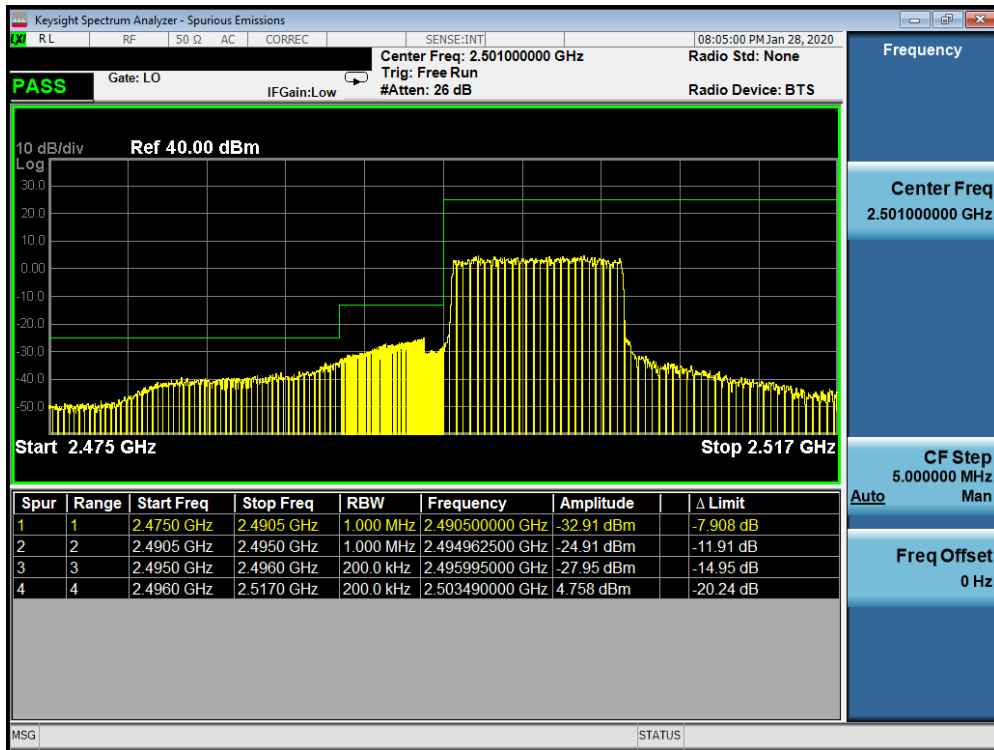 Keysight Spectrum Analyzer - Spurious Emissions
LXI RL RF 50 Ω AC CORREC SENSE:INT 08:05:00 PM Jan 28, 2020
Center Freq: 2.501000000 GHz Radio Std: None
PASS Gate: LO Trig: Free Run
IFGain:Low #Atten: 26 dB Radio Device: BTS
Frequency
10 dB/div Ref 40.00 dBm
Log
30.0
20.0
10.0
0.00
-10.0
-20.0
-30.0
-40.0
-50.0
Start 2.475 GHz Stop 2.517 GHz
Spur Range Start Freq Stop Freq RBW Frequency Amplitude Δ Limit
1 1 2.4750 GHz 2.4905 GHz 1.000 MHz 2.490500000 GHz -32.91 dBm -7.908 dB
2 2 2.4905 GHz 2.4950 GHz 1.000 MHz 2.494962500 GHz -24.91 dBm -11.91 dB
3 3 2.4950 GHz 2.4960 GHz 200.0 kHz 2.495995000 GHz -27.95 dBm -14.95 dB
4 4 2.4960 GHz 2.5170 GHz 200.0 kHz 2.503490000 GHz 4.758 dBm -20.24 dB
Center Freq
2.501000000 GHz
CF Step
5.000000 MHz
Auto Man
Freq Offset
0 Hz
MSG STATUS